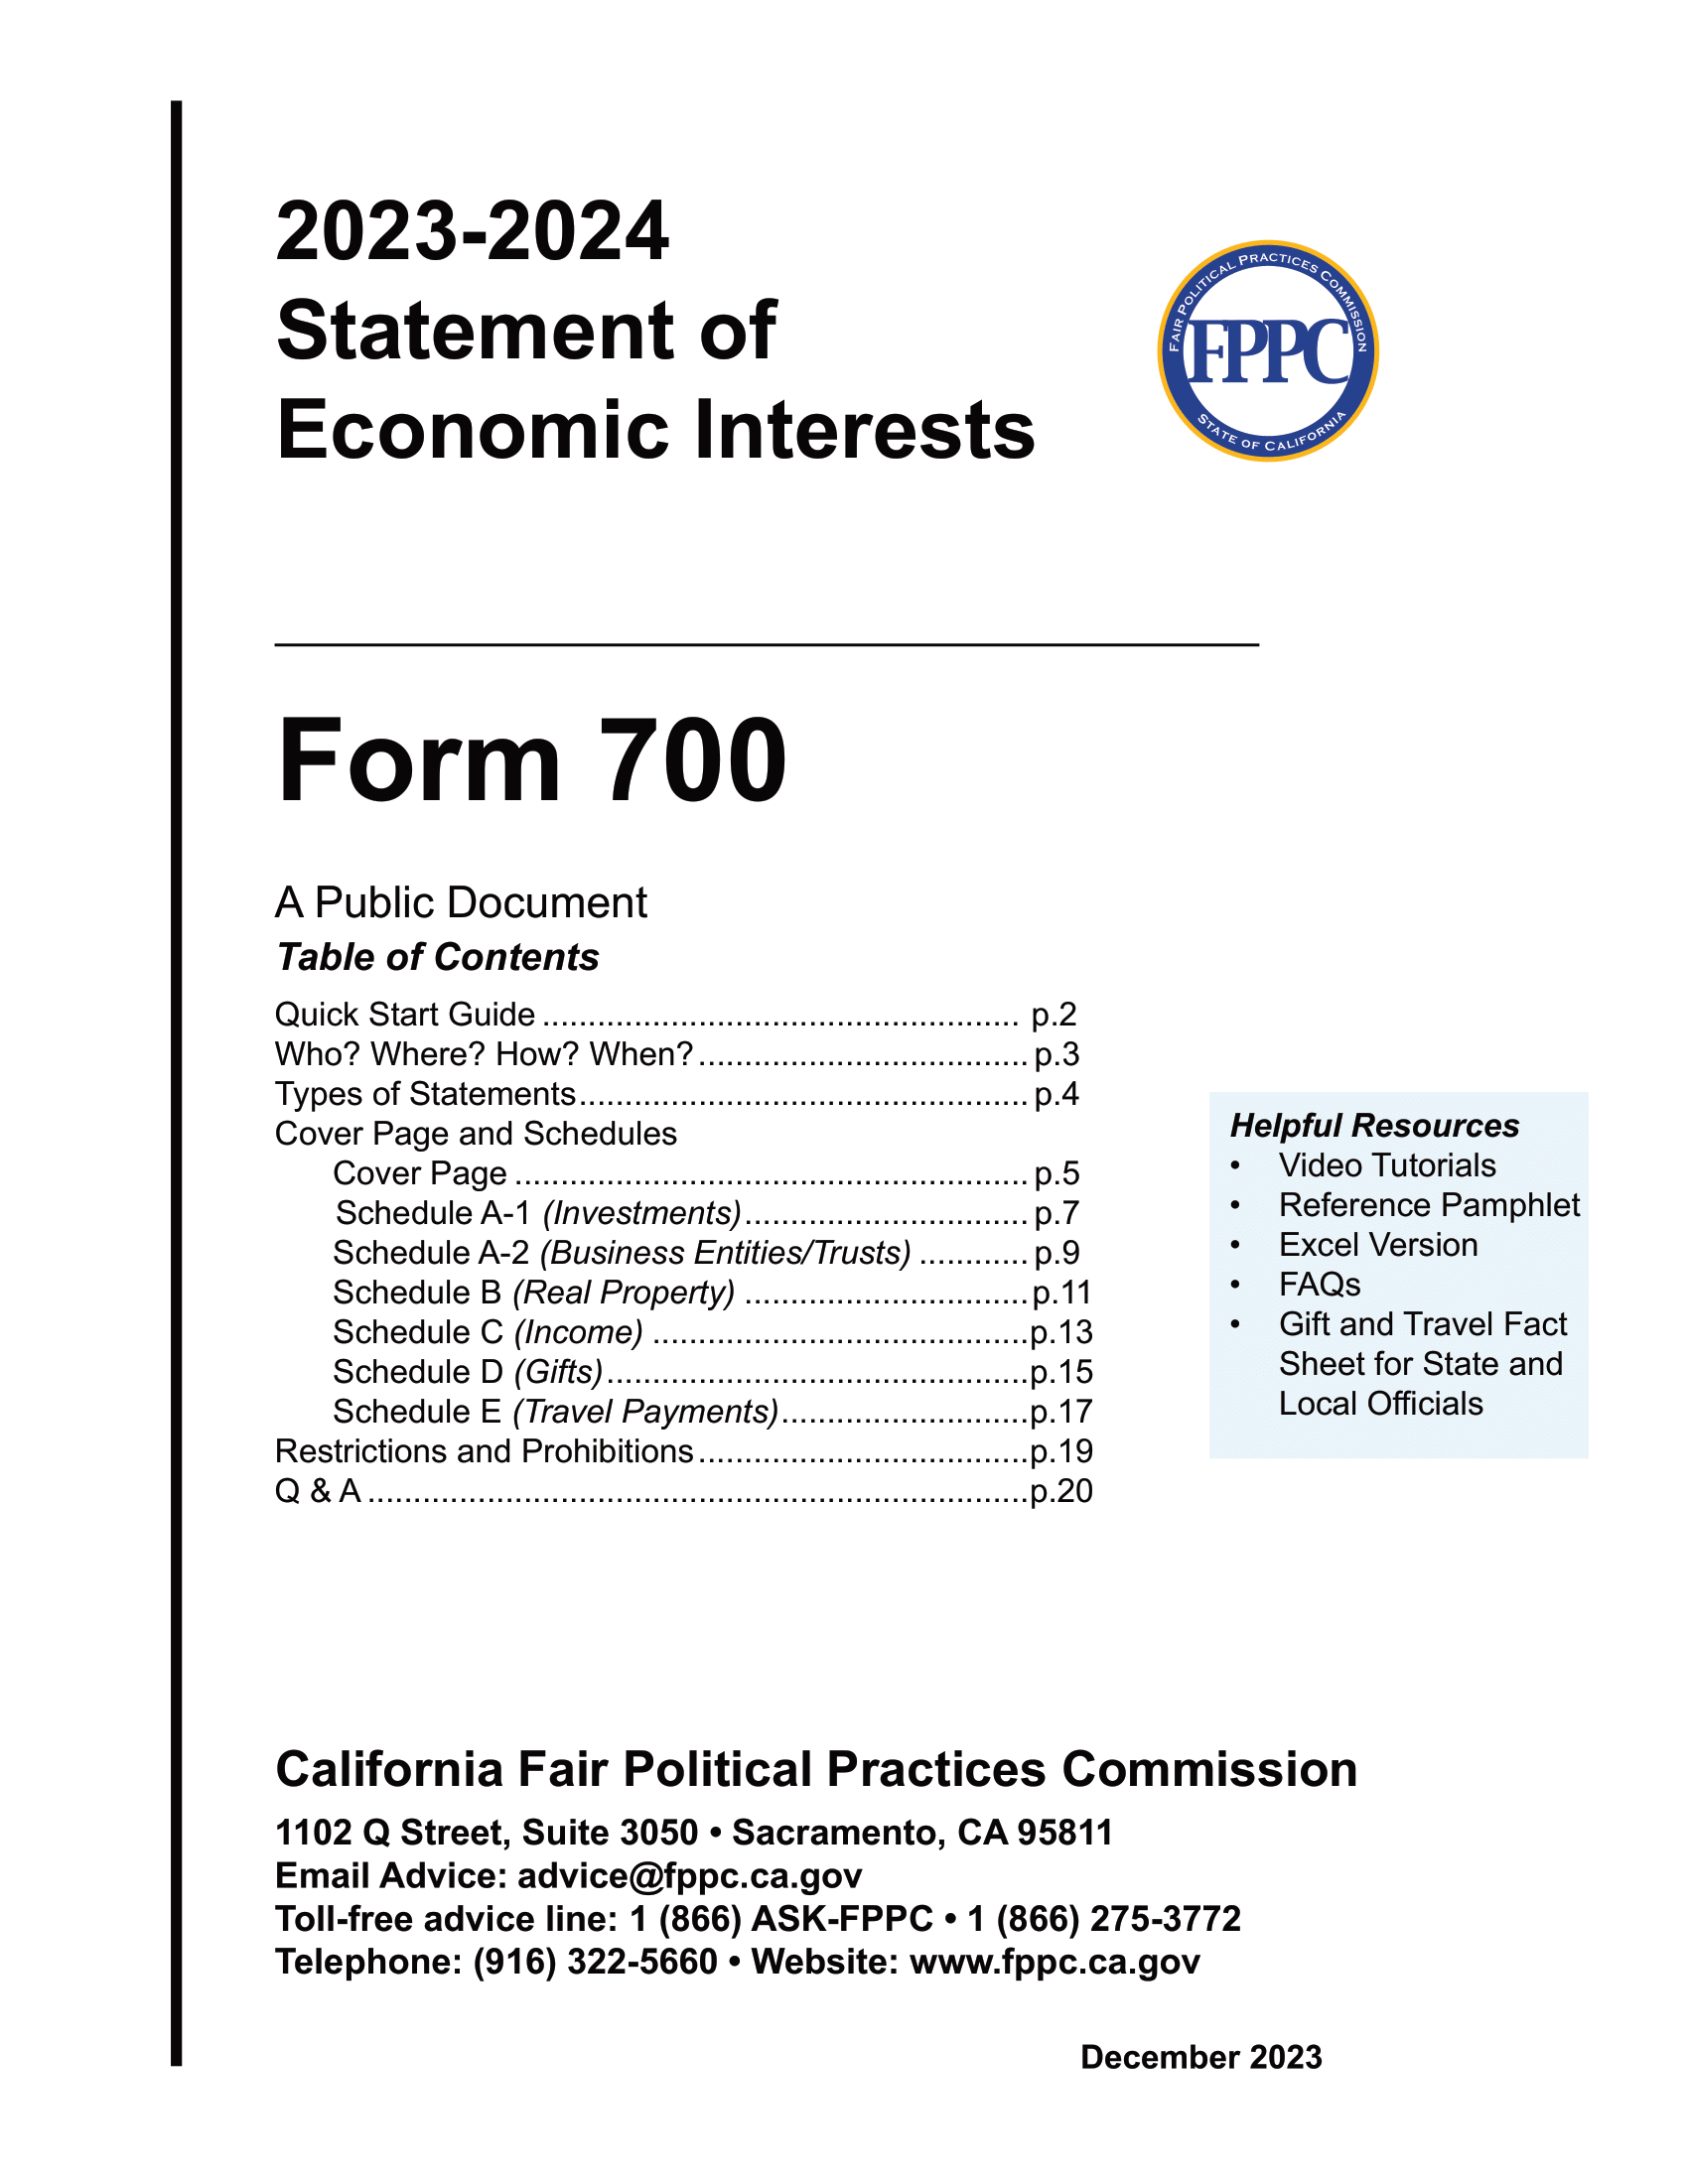 2023-2024
Statement of
Economic Interests
FAIR POLITICAL PRACTICES COMMISSION
FPPC
STATE OF CALIFORNIA
Form 700
A Public Document
Table of Contents
Quick Start Guide .................................................... p.2
Who? Where? How? When?.................................... p.3
Types of Statements................................................. p.4
Cover Page and Schedules
Cover Page ........................................................ p.5
Schedule A-1 (Investments)............................... p.7
Schedule A-2 (Business Entities/Trusts) ............ p.9
Schedule B (Real Property) ............................... p.11
Schedule C (Income) .........................................p.13
Schedule D (Gifts)..............................................p.15
Schedule E (Travel Payments)...........................p.17
Restrictions and Prohibitions....................................p.19
Q & A ........................................................................p.20
Helpful Resources
• Video Tutorials
• Reference Pamphlet
• Excel Version
• FAQs
• Gift and Travel Fact
Sheet for State and
Local Officials
California Fair Political Practices Commission
1102 Q Street, Suite 3050 • Sacramento, CA 95811
Email Advice: advice@fppc.ca.gov
Toll-free advice line: 1 (866) ASK-FPPC • 1 (866) 275-3772
Telephone: (916) 322-5660 • Website: www.fppc.ca.gov
December 2023